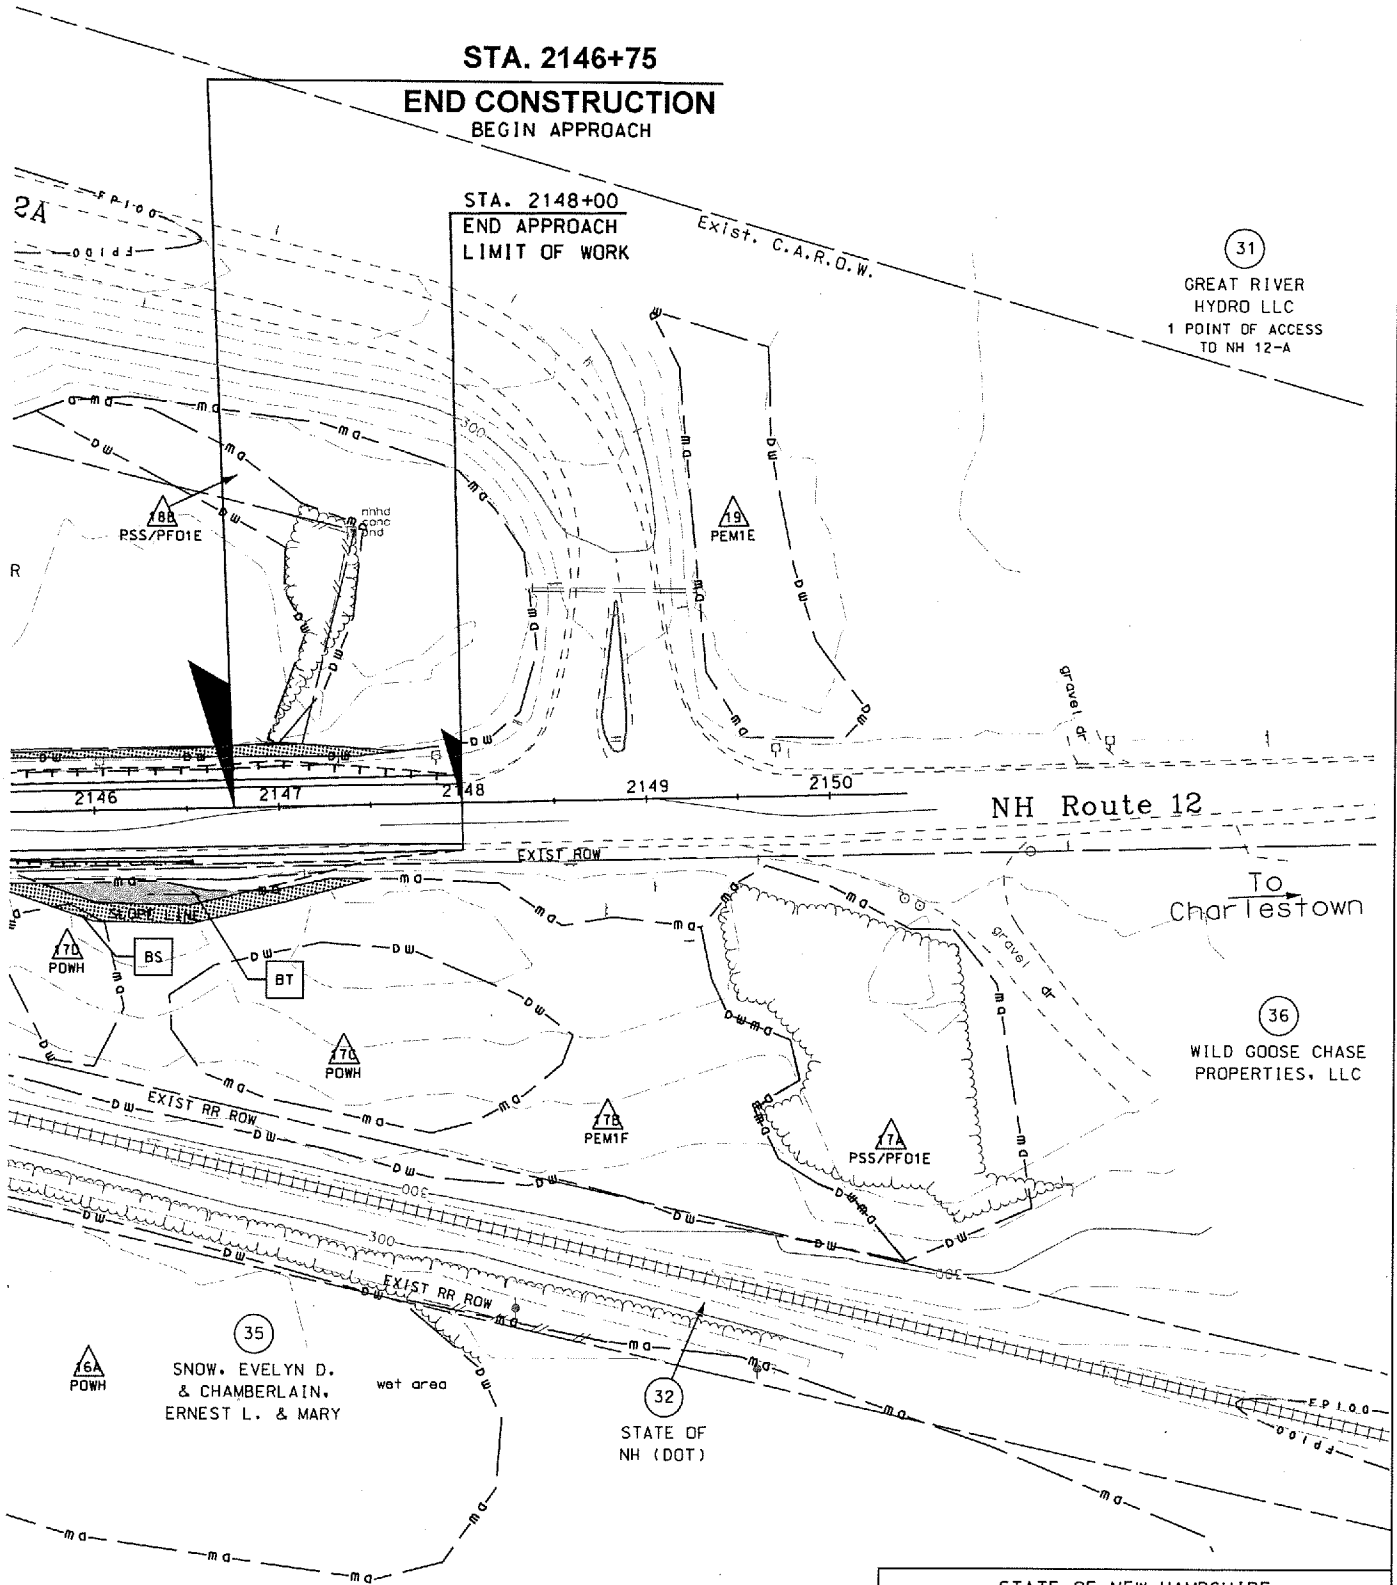 STA. 2146+75
END CONSTRUCTION
BEGIN APPROACH
STA. 2148+00
END APPROACH
LIMIT OF WORK
2A
FP100
FP100
Exist. C.A.R.O.W.
31
GREAT RIVER
HYDRO LLC
1 POINT OF ACCESS
TO NH 12-A
300
18B
PSS/PFO1E
19
PEM1E
R
gravel dr
2146
2147
2148
2149
2150
NH Route 12
EXIST ROW
To
Charlestown
SLOPE LINE
17D
POWH
BS
BT
17C
POWH
gravel dr
36
WILD GOOSE CHASE
PROPERTIES, LLC
EXIST RR ROW
17B
PEM1F
17A
PSS/PFO1E
300
300
300
EXIST RR ROW
35
SNOW, EVELYN D.
& CHAMBERLAIN,
ERNEST L. & MARY
16A
POWH
wet area
32
STATE OF
NH (DOT)
FP100
FP100
STATE OF NEW HAMPSHIRE